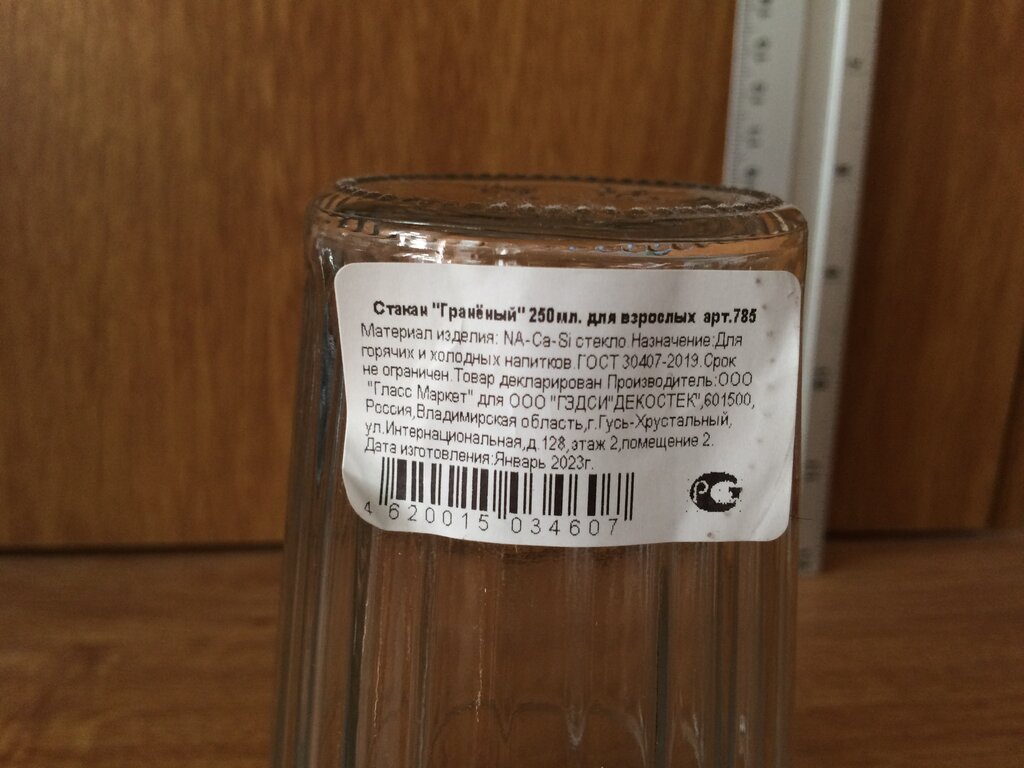 Стакан "Гранёный" 250мл. для взрослых арт.785
Материал изделия: NA-Ca-Si стекло.Назначение:Для
горячих и холодных напитков.ГОСТ 30407-2019.Срок
не ограничен.Товар декларирован.Производитель:ООО
"Гласс Маркет" для ООО "ГЗДСИ"ДЕКОСТЕК",601500,
Россия,Владимирская область,г.Гусь-Хрустальный,
ул.Интернациональная,д.128,этаж 2,помещение 2.
Дата изготовления:Январь 2023г.
4 620015 034607